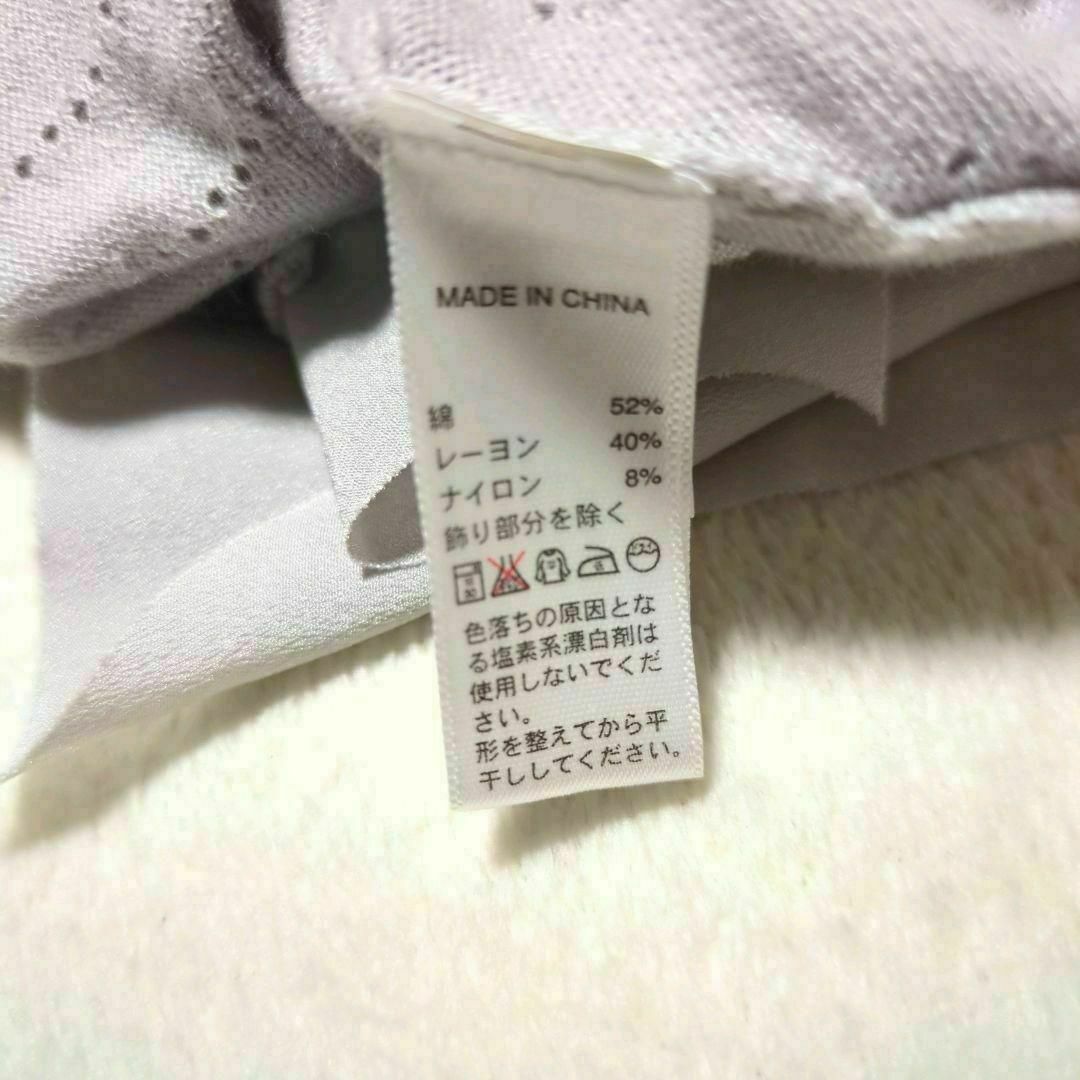 MADE IN CHINA
綿 52%
レーヨン 40%
ナイロン 8%
飾り部分を除く
色落ちの原因とな
る塩素系漂白剤は
使用しないでくだ
さい。
形を整えてから平
干ししてください。